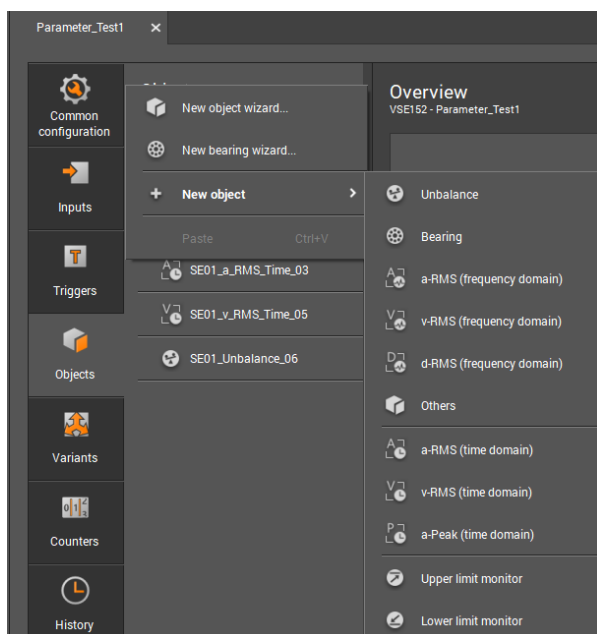 Parameter_Test1
Common
configuration
Inputs
Triggers
Objects
Variants
Counters
History
New object wizard...
New bearing wizard...
New object
Paste Ctrl+V
SE01_a_RMS_Time_03
SE01_v_RMS_Time_05
SE01_Unbalance_06
Overview
VSE152 - Parameter_Test1
Unbalance
Bearing
a-RMS (frequency domain)
v-RMS (frequency domain)
d-RMS (frequency domain)
Others
a-RMS (time domain)
v-RMS (time domain)
a-Peak (time domain)
Upper limit monitor
Lower limit monitor